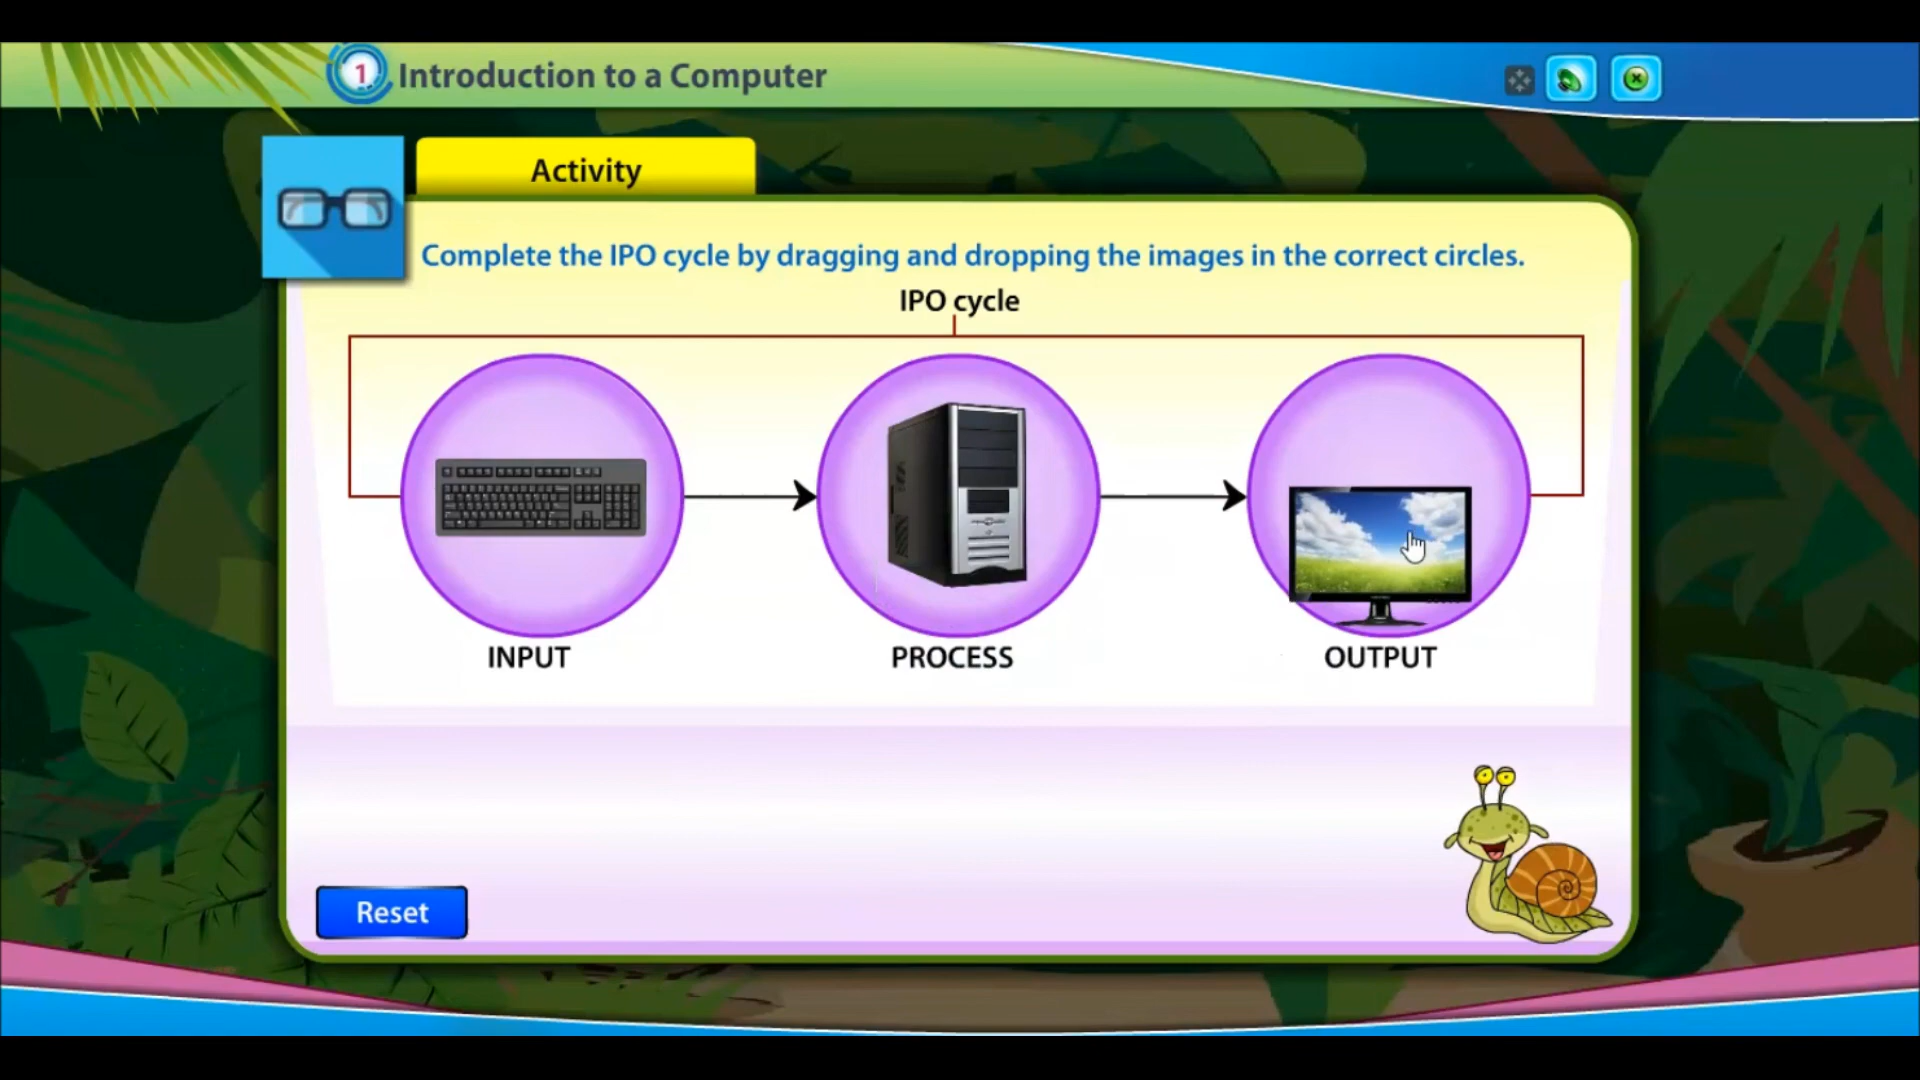 1 Introduction to a Computer
Activity
Complete the IPO cycle by dragging and dropping the images in the correct circles.
IPO cycle
INPUT
PROCESS
OUTPUT
Reset